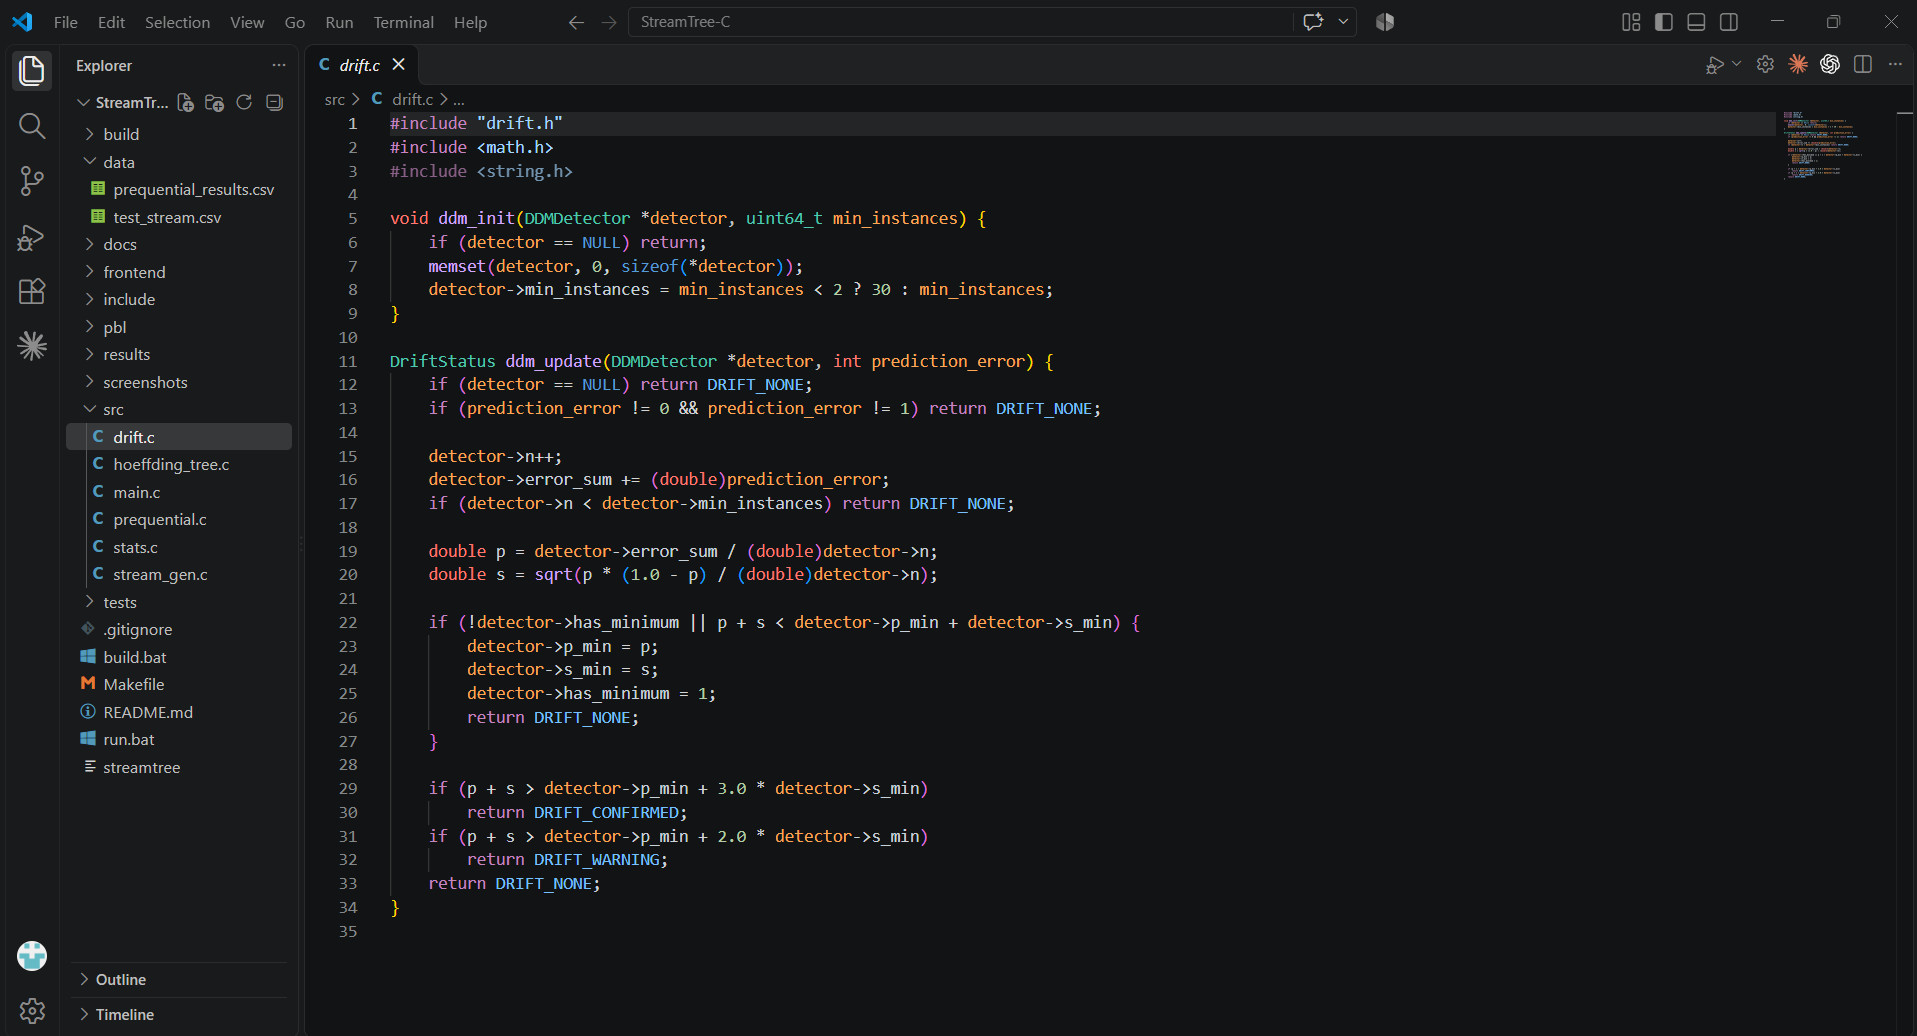 File Edit Selection View Go Run Terminal Help
StreamTree-C
Explorer
StreamTr...
build
data
prequential_results.csv
test_stream.csv
docs
frontend
include
pbl
results
screenshots
src
drift.c
hoeffding_tree.c
main.c
prequential.c
stats.c
stream_gen.c
tests
.gitignore
build.bat
Makefile
README.md
run.bat
streamtree
Outline
Timeline
C drift.c
src > C drift.c > ...
1 #include "drift.h"
2 #include <math.h>
3 #include <string.h>
4
5 void ddm_init(DDMDetector *detector, uint64_t min_instances) {
6     if (detector == NULL) return;
7     memset(detector, 0, sizeof(*detector));
8     detector->min_instances = min_instances < 2 ? 30 : min_instances;
9 }
10
11 DriftStatus ddm_update(DDMDetector *detector, int prediction_error) {
12     if (detector == NULL) return DRIFT_NONE;
13     if (prediction_error != 0 && prediction_error != 1) return DRIFT_NONE;
14
15     detector->n++;
16     detector->error_sum += (double)prediction_error;
17     if (detector->n < detector->min_instances) return DRIFT_NONE;
18
19     double p = detector->error_sum / (double)detector->n;
20     double s = sqrt(p * (1.0 - p) / (double)detector->n);
21
22     if (!detector->has_minimum || p + s < detector->p_min + detector->s_min) {
23         detector->p_min = p;
24         detector->s_min = s;
25         detector->has_minimum = 1;
26         return DRIFT_NONE;
27     }
28
29     if (p + s > detector->p_min + 3.0 * detector->s_min)
30         return DRIFT_CONFIRMED;
31     if (p + s > detector->p_min + 2.0 * detector->s_min)
32         return DRIFT_WARNING;
33     return DRIFT_NONE;
34 }
35